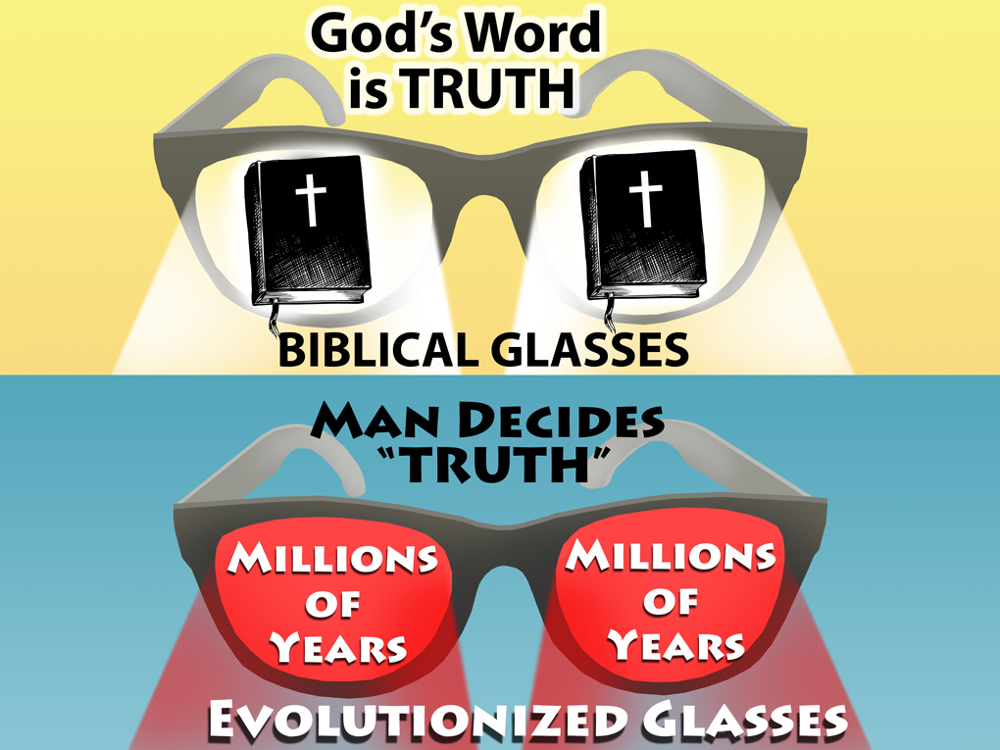 God's Word
is TRUTH
BIBLICAL GLASSES
Man Decides
"TRUTH"
Millions
of
Years
Millions
of
Years
Evolutionized Glasses